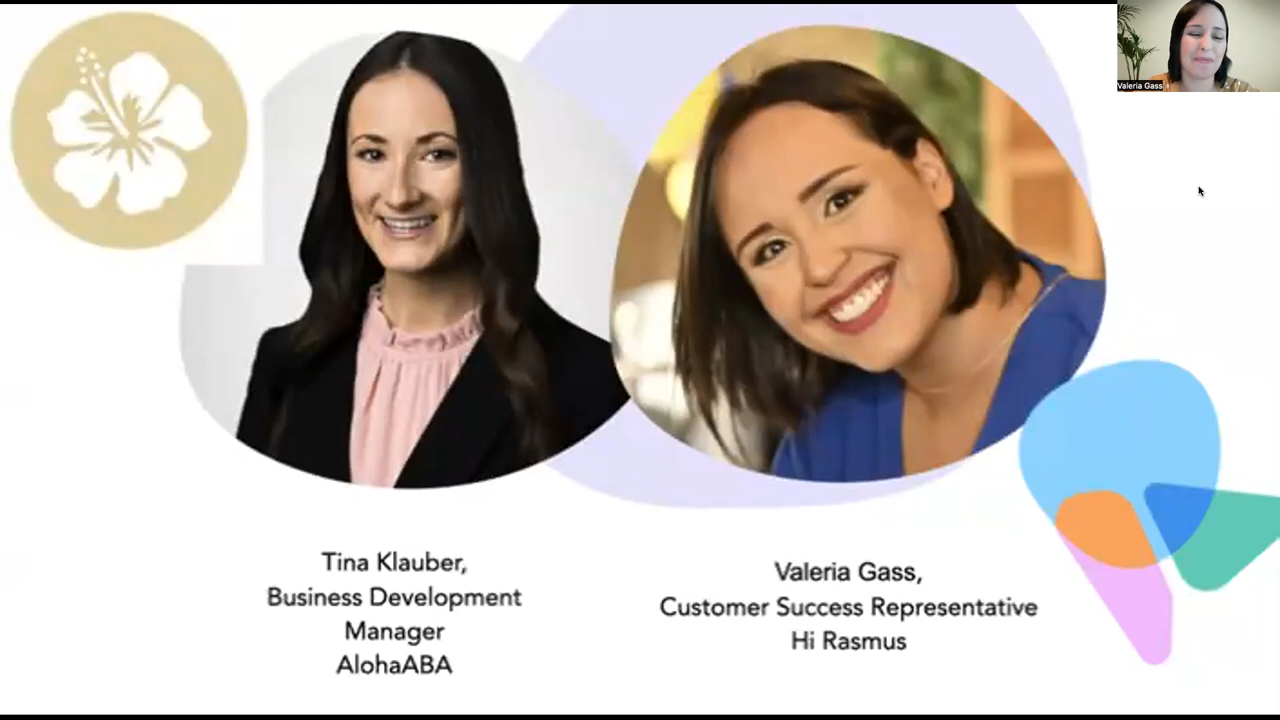 Valeria Gass
Tina Klauber,
Business Development
Manager
AlohaABA
Valeria Gass,
Customer Success Representative
Hi Rasmus